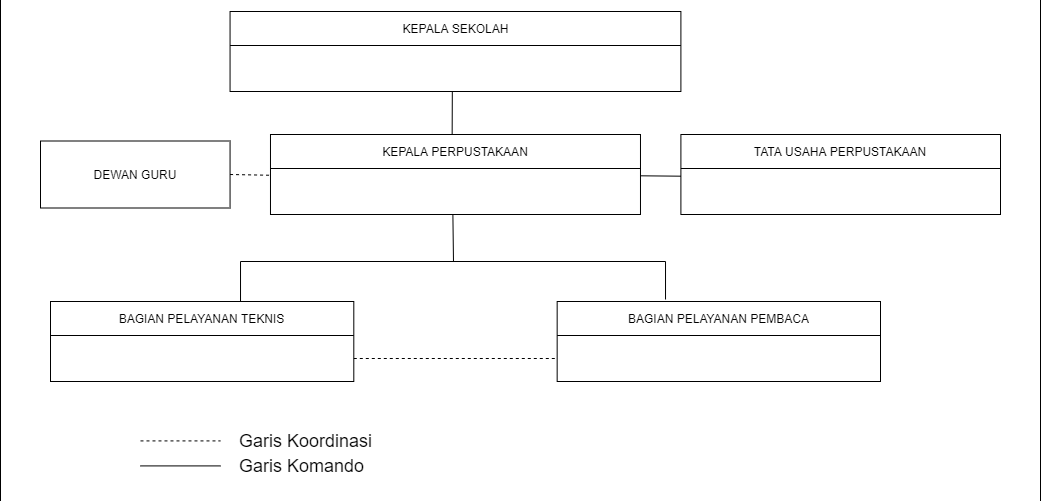 KEPALA SEKOLAH
KEPALA PERPUSTAKAAN
TATA USAHA PERPUSTAKAAN
DEWAN GURU
BAGIAN PELAYANAN TEKNIS
BAGIAN PELAYANAN PEMBACA
Garis Koordinasi
Garis Komando